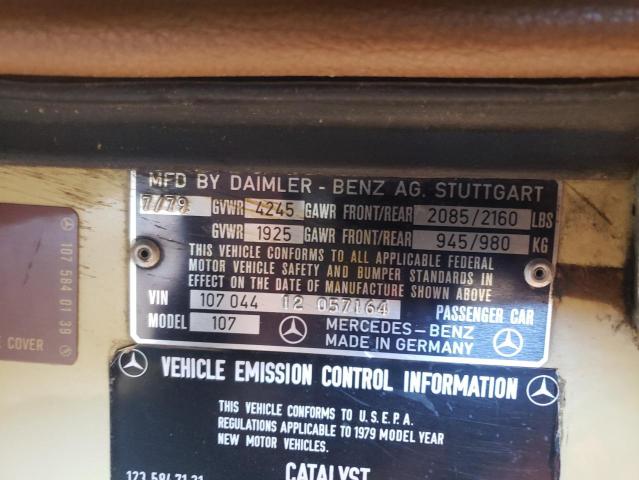 MFD BY DAIMLER - BENZ AG. STUTTGART
7/79 GVWR 4245 GAWR FRONT/REAR 2085/2160 LBS
GVWR 1925 GAWR FRONT/REAR 945/980 KG
THIS VEHICLE CONFORMS TO ALL APPLICABLE FEDERAL
MOTOR VEHICLE SAFETY AND BUMPER STANDARDS IN
EFFECT ON THE DATE OF MANUFACTURE SHOWN ABOVE
VIN 107 044 12 057164 PASSENGER CAR
MODEL 107 MERCEDES-BENZ
MADE IN GERMANY
107 584 01 39
E COVER
VEHICLE EMISSION CONTROL INFORMATION
THIS VEHICLE CONFORMS TO U.S.E.P.A.
REGULATIONS APPLICABLE TO 1979 MODEL YEAR
NEW MOTOR VEHICLES.
123 584 71 21 CATALYST